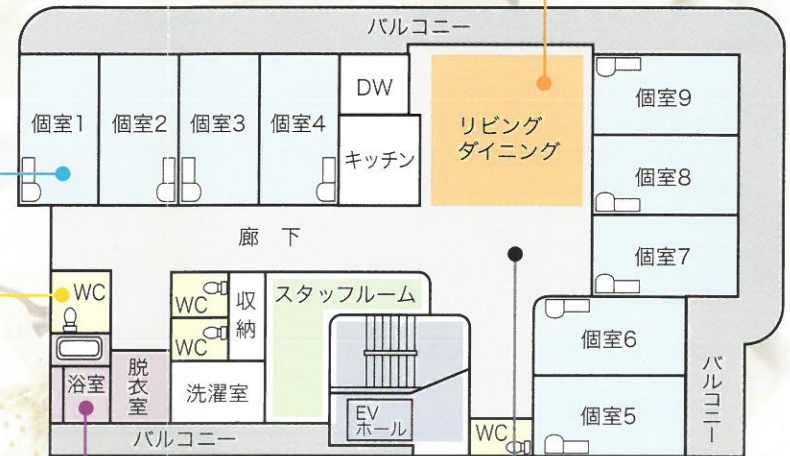 バルコニー
個室1
個室2
個室3
個室4
DW
キッチン
リビング
ダイニング
個室9
個室8
個室7
廊 下
WC
WC
WC
収納
スタッフルーム
個室6
浴室
脱衣室
洗濯室
EV
ホール
WC
個室5
バルコニー
バルコニー